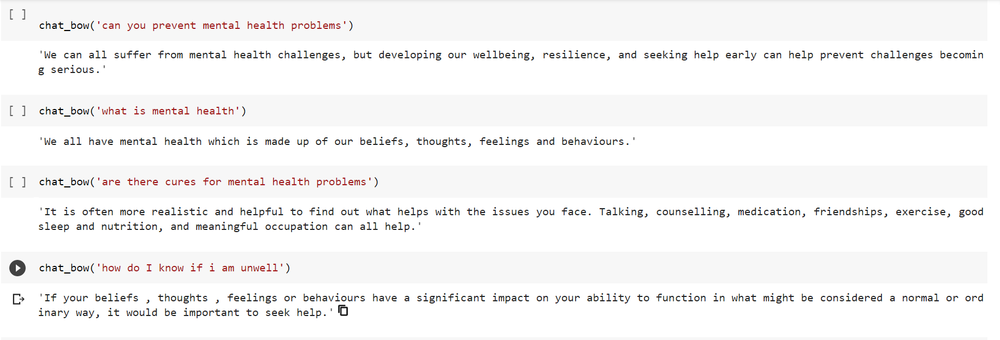 [ ]
chat_bow('can you prevent mental health problems')
'We can all suffer from mental health challenges, but developing our wellbeing, resilience, and seeking help early can help prevent challenges becomin
g serious.'
[ ] chat_bow('what is mental health')
'We all have mental health which is made up of our beliefs, thoughts, feelings and behaviours.'
[ ] chat_bow('are there cures for mental health problems')
'It is often more realistic and helpful to find out what helps with the issues you face. Talking, counselling, medication, friendships, exercise, good
sleep and nutrition, and meaningful occupation can all help.'
chat_bow('how do I know if i am unwell')
'If your beliefs , thoughts , feelings or behaviours have a significant impact on your ability to function in what might be considered a normal or ord
inary way, it would be important to seek help.'